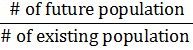 # of future population
# of existing population